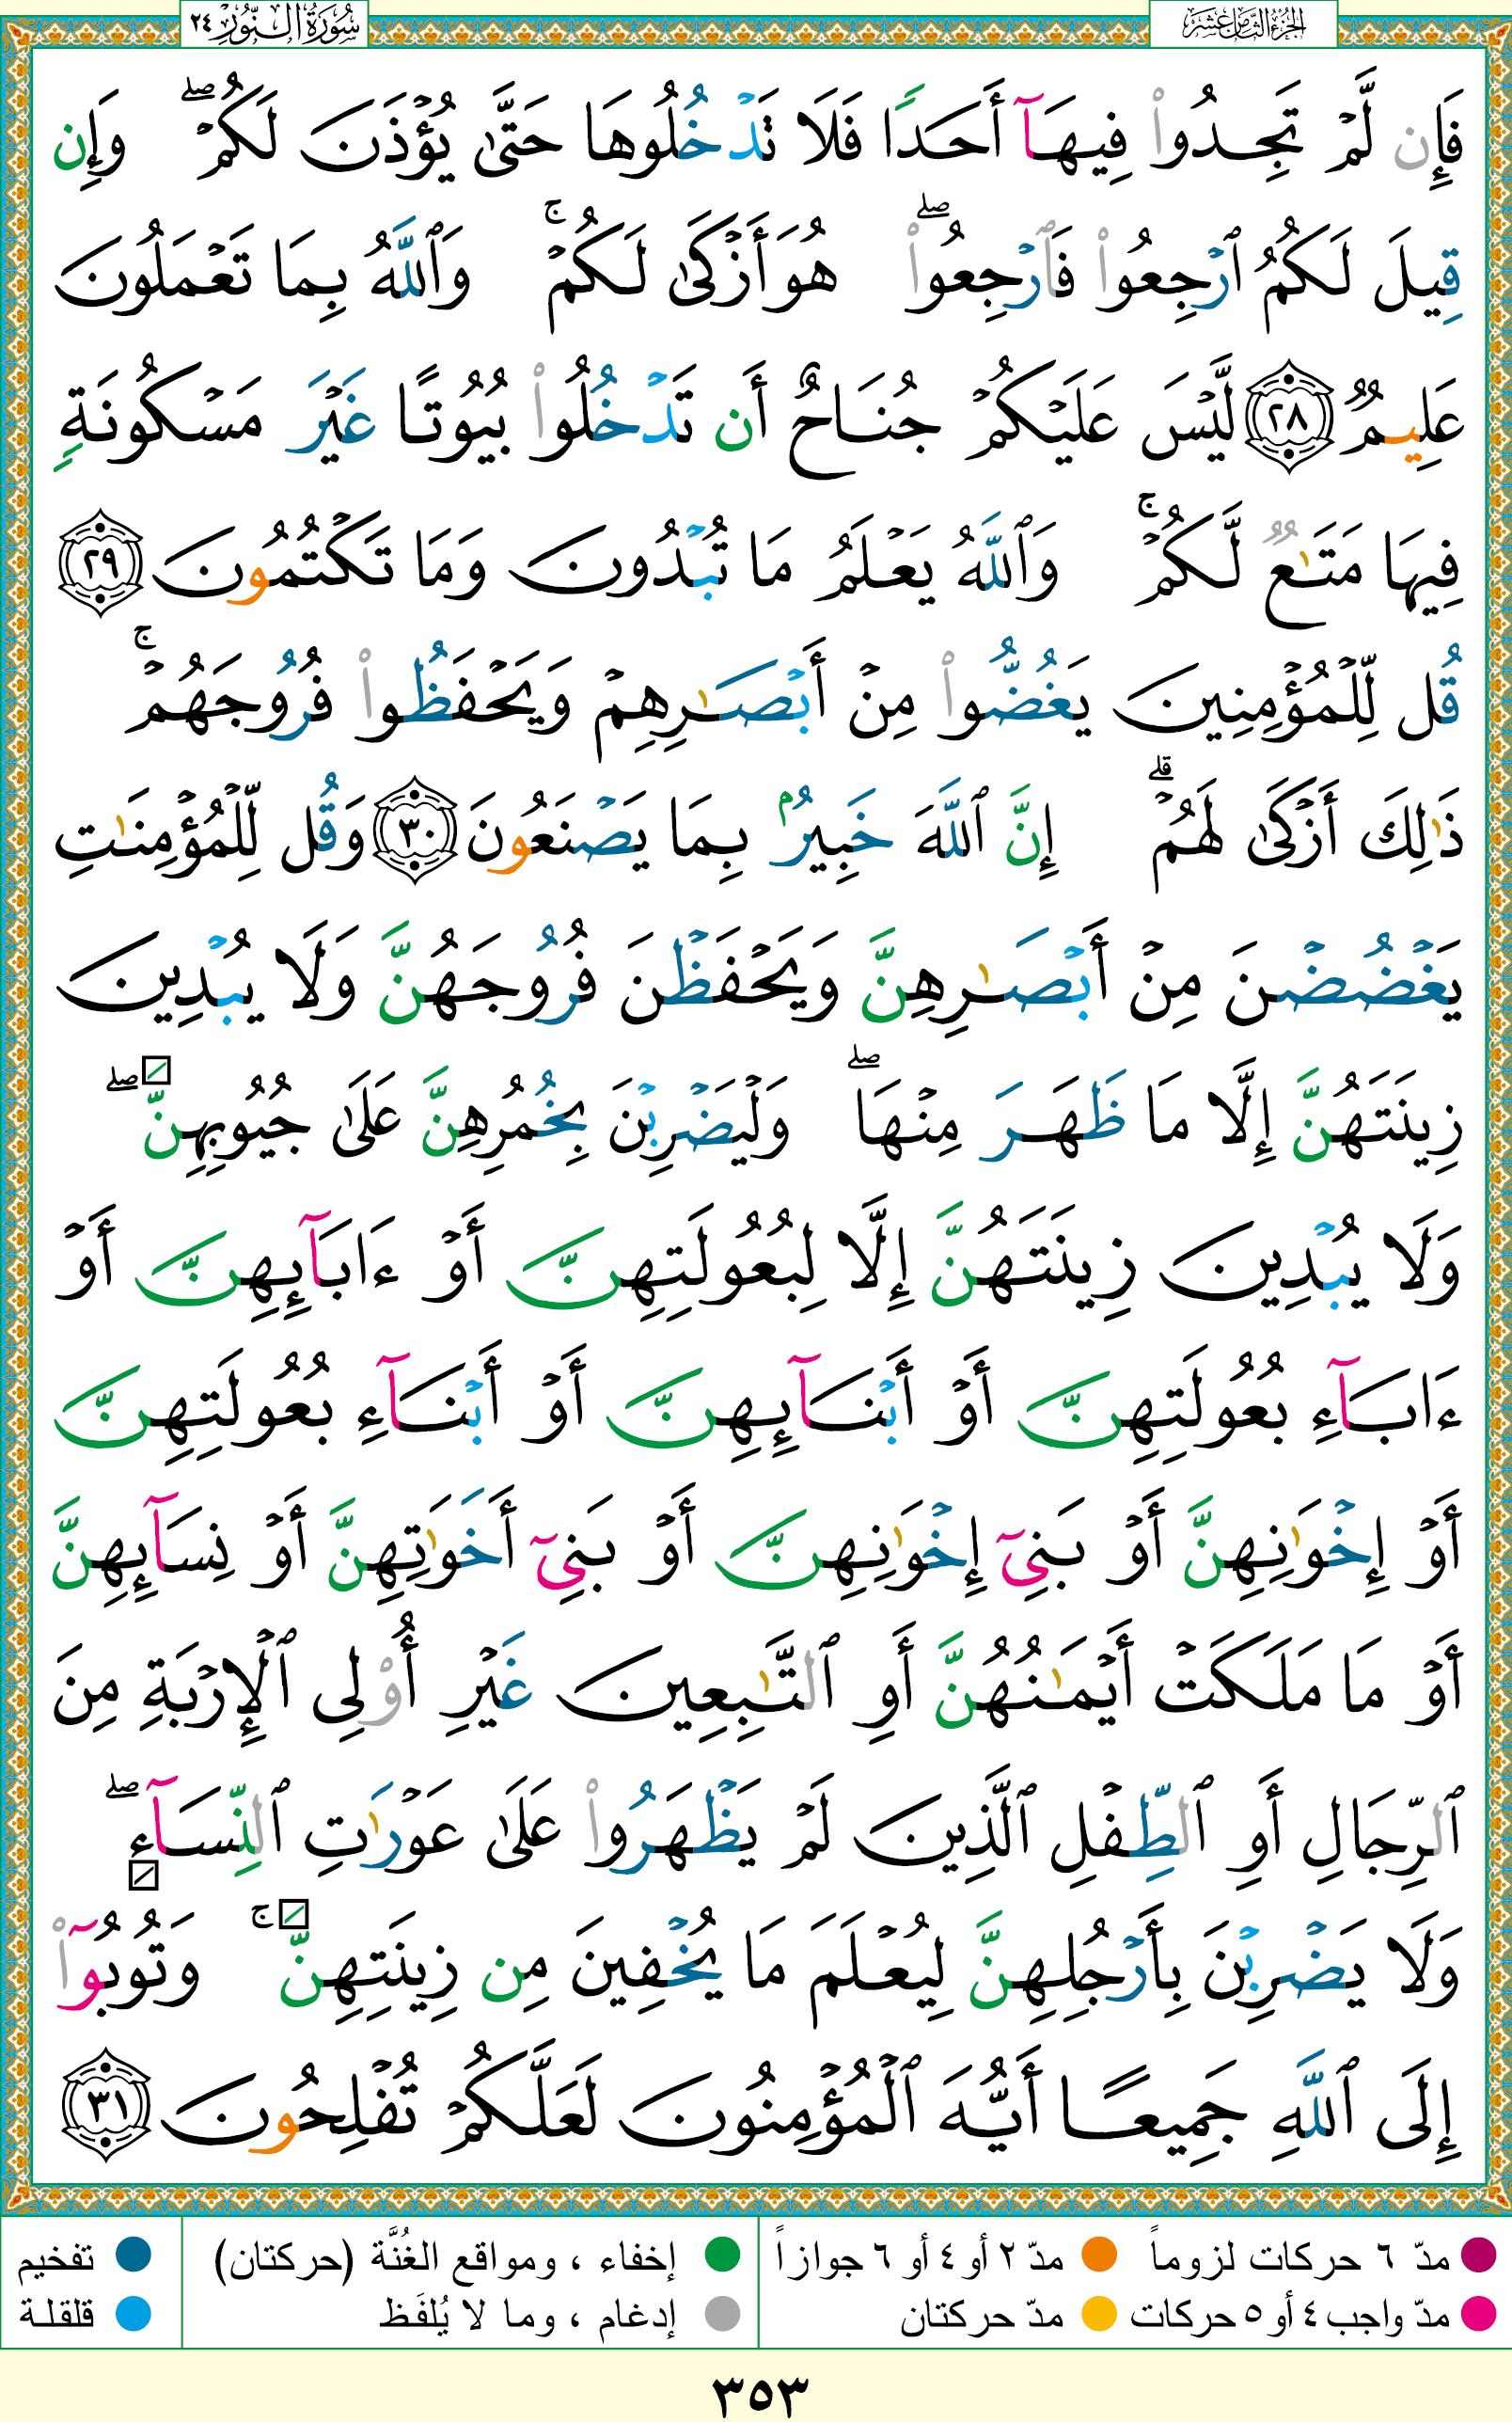 الجزء الثامن عشر
سورة النور ٢٤
فَإِن لَّمْ تَجِدُوا۟ فِيهَآ أَحَدًا فَلَا تَدْخُلُوهَا حَتَّىٰ يُؤْذَنَ لَكُمْ ۖ وَإِن
قِيلَ لَكُمُ ٱرْجِعُوا۟ فَٱرْجِعُوا۟ ۖ هُوَ أَزْكَىٰ لَكُمْ ۚ وَٱللَّهُ بِمَا تَعْمَلُونَ
عَلِيمٌ ٢٨ لَّيْسَ عَلَيْكُمْ جُنَاحٌ أَن تَدْخُلُوا۟ بُيُوتًا غَيْرَ مَسْكُونَةٍ
فِيهَا مَتَـٰعٌ لَّكُمْ ۚ وَٱللَّهُ يَعْلَمُ مَا تُبْدُونَ وَمَا تَكْتُمُونَ ٢٩
قُل لِّلْمُؤْمِنِينَ يَغُضُّوا۟ مِنْ أَبْصَـٰرِهِمْ وَيَحْفَظُوا۟ فُرُوجَهُمْ ۚ
ذَٰلِكَ أَزْكَىٰ لَهُمْ ۗ إِنَّ ٱللَّهَ خَبِيرٌۢ بِمَا يَصْنَعُونَ ٣٠ وَقُل لِّلْمُؤْمِنَـٰتِ
يَغْضُضْنَ مِنْ أَبْصَـٰرِهِنَّ وَيَحْفَظْنَ فُرُوجَهُنَّ وَلَا يُبْدِينَ
زِينَتَهُنَّ إِلَّا مَا ظَهَرَ مِنْهَا ۖ وَلْيَضْرِبْنَ بِخُمُرِهِنَّ عَلَىٰ جُيُوبِهِنَّ ۖ
وَلَا يُبْدِينَ زِينَتَهُنَّ إِلَّا لِبُعُولَتِهِنَّ أَوْ ءَابَآئِهِنَّ أَوْ
ءَابَآءِ بُعُولَتِهِنَّ أَوْ أَبْنَآئِهِنَّ أَوْ أَبْنَآءِ بُعُولَتِهِنَّ
أَوْ إِخْوَٰنِهِنَّ أَوْ بَنِىٓ إِخْوَٰنِهِنَّ أَوْ بَنِىٓ أَخَوَٰتِهِنَّ أَوْ نِسَآئِهِنَّ
أَوْ مَا مَلَكَتْ أَيْمَـٰنُهُنَّ أَوِ ٱلتَّـٰبِعِينَ غَيْرِ أُو۟لِى ٱلْإِرْبَةِ مِنَ
ٱلرِّجَالِ أَوِ ٱلطِّفْلِ ٱلَّذِينَ لَمْ يَظْهَرُوا۟ عَلَىٰ عَوْرَٰتِ ٱلنِّسَآءِ ۖ
وَلَا يَضْرِبْنَ بِأَرْجُلِهِنَّ لِيُعْلَمَ مَا يُخْفِينَ مِن زِينَتِهِنَّ ۚ وَتُوبُوٓا۟
إِلَى ٱللَّهِ جَمِيعًا أَيُّهَ ٱلْمُؤْمِنُونَ لَعَلَّكُمْ تُفْلِحُونَ ٣١
مدّ ٦ حركات لزوماً مدّ ٢ أو ٤ أو ٦ جوازاً إخفاء ، ومواقع الغُنَّة (حركتان) تفخيم
مدّ واجب ٤ أو ٥ حركات مدّ حركتان إدغام ، وما لا يُلفَظ قلقلة
٣٥٣